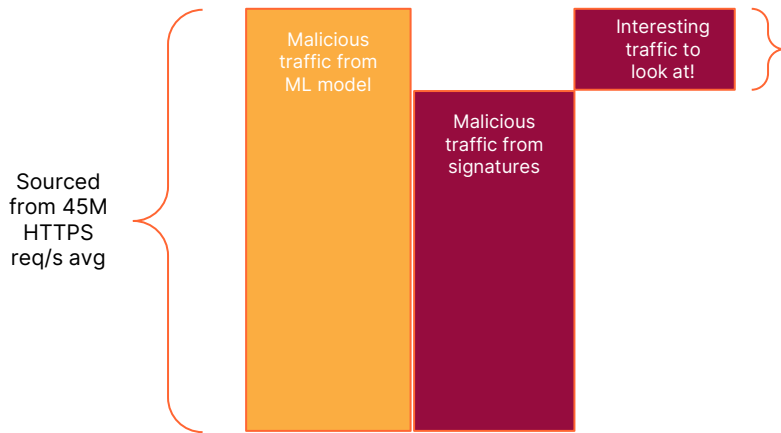 Sourced
from 45M
HTTPS
req/s avg
Malicious
traffic from
ML model
Malicious
traffic from
signatures
Interesting
traffic to
look at!